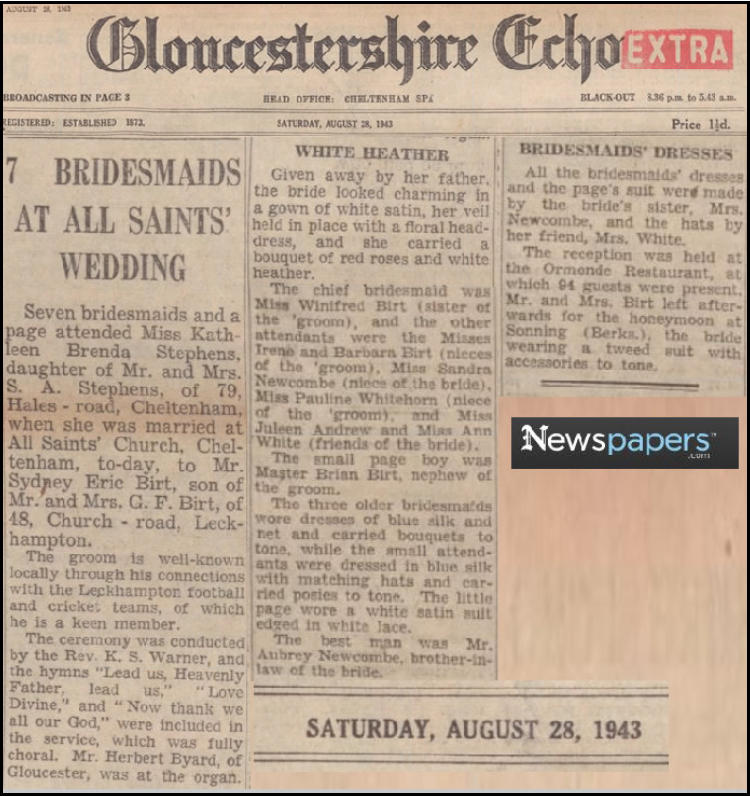 AUGUST 28, 1943
Gloucestershire Echo
EXTRA
BROADCASTING IN PAGE 3
HEAD OFFICE: CHELTENHAM SPA
BLACK-OUT 8.36 p.m. to 5.43 a.m.
REGISTERED: ESTABLISHED 1873.
SATURDAY, AUGUST 28, 1943
Price 1½d.
7 BRIDESMAIDS
AT ALL SAINTS'
WEDDING
Seven bridesmaids and a
page attended Miss Kath-
leen Brenda Stephens,
daughter of Mr. and Mrs.
S. A. Stephens, of 79,
Hales - road, Cheltenham,
when she was married at
All Saints' Church, Chel-
tenham, to-day, to Mr.
Sydney Eric Birt, son of
Mr. and Mrs. G. F. Birt, of
48, Church - road, Leck-
hampton.
The groom is well-known
locally through his connections
with the Leckhampton football
and cricket teams, of which
he is a keen member.
The ceremony was conducted
by the Rev. K. S. Warner, and
the hymns "Lead us, Heavenly
Father, lead us," "Love
Divine," and "Now thank we
all our God," were included in
the service, which was fully
choral. Mr. Herbert Byard, of
Gloucester, was at the organ.
WHITE HEATHER
Given away by her father,
the bride looked charming in
a gown of white satin, her veil
held in place with a floral head-
dress, and she carried a
bouquet of red roses and white
heather.
The chief bridesmaid was
Miss Winifred Birt (sister of
the 'groom), and the other
attendants were the Misses
Irene and Barbara Birt (nieces
of the 'groom), Miss Sandra
Newcombe (niece of the bride),
Miss Pauline Whitehorn (niece
of the 'groom), and Miss
Juleen Andrew and Miss Ann
White (friends of the bride).
The small page boy was
Master Brian Birt, nephew of
the groom.
The three older bridesmaids
wore dresses of blue silk and
net and carried bouquets to
tone, while the small attend-
ants were dressed in blue silk
with matching hats and car-
ried posies to tone. The little
page wore a white satin suit
edged in white lace.
The best man was Mr.
Aubrey Newcombe, brother-in-
law of the bride.
BRIDESMAIDS' DRESSES
All the bridesmaids' dresses
and the page's suit were made
by the bride's sister, Mrs.
Newcombe, and the hats by
her friend, Mrs. White.
The reception was held at
the Ormonde Restaurant, at
which 94 guests were present.
Mr. and Mrs. Birt left after-
wards for the honeymoon at
Sonning (Berks.), the bride
wearing a tweed suit with
accessories to tone.
Newspapers™
.com
SATURDAY, AUGUST 28, 1943